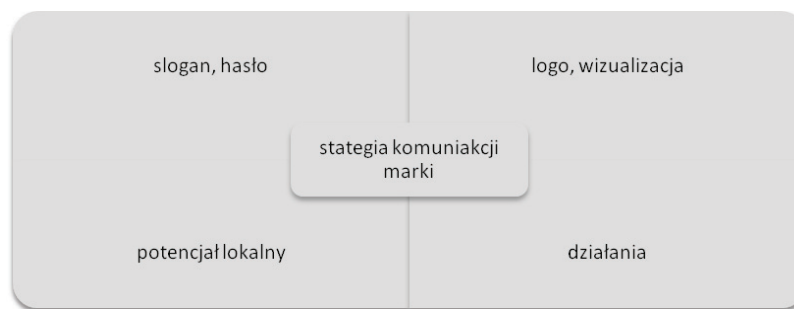 slogan, hasło
logo, wizualizacja
stategia komuniakcji
marki
potencjał lokalny
działania